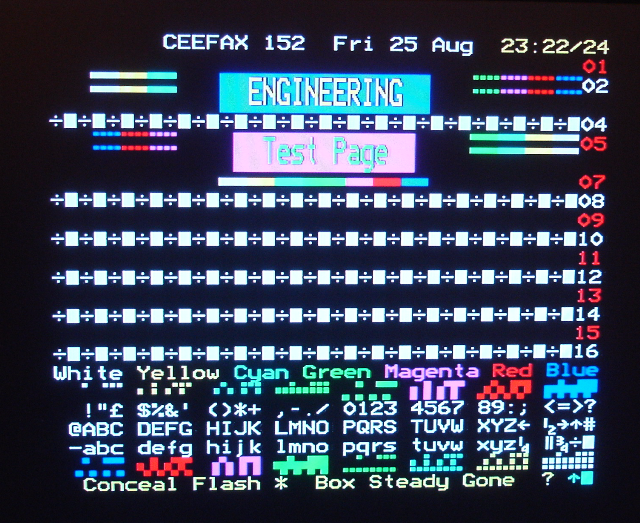 CEEFAX 152 Fri 25 Aug 23:22/24
01
02
ENGINEERING
÷■÷■÷■÷■÷■÷■÷■÷■÷■÷■÷■÷■÷■÷■÷■÷■÷■÷■04
05
Test Page
07
÷■÷■÷■÷■÷■÷■÷■÷■÷■÷■÷■÷■÷■÷■÷■÷■÷■÷■08
09
÷■÷■÷■÷■÷■÷■÷■÷■÷■÷■÷■÷■÷■÷■÷■÷■÷■÷■10
11
÷■÷■÷■÷■÷■÷■÷■÷■÷■÷■÷■÷■÷■÷■÷■÷■÷■÷■12
13
÷■÷■÷■÷■÷■÷■÷■÷■÷■÷■÷■÷■÷■÷■÷■÷■÷■÷■14
15
÷■÷■÷■÷■÷■÷■÷■÷■÷■÷■÷■÷■÷■÷■÷■÷■÷■÷■16
White Yellow Cyan Green Magenta Red Blue
!"£ $%&' ()*+ ,-./ 0123 4567 89:; <=>?
@ABC DEFG HIJK LMNO PQRS TUVW XYZ← ½→↑#
—abc defg hijk lmno pqrs tuvw xyz¼ ‖¾÷■
Conceal Flash * Box Steady Gone ? ↑■